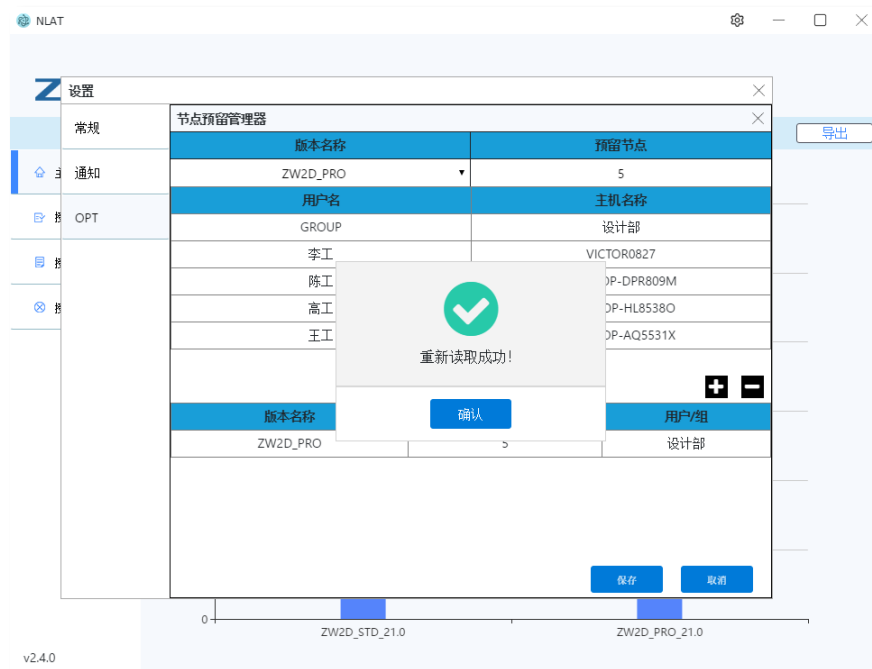 NLAT
Z
设置
常规
通知
OPT
节点预留管理器
导出
版本名称 预留节点
ZW2D_PRO 5
用户名 主机名称
GROUP 设计部
李工 VICTOR0827
陈工 OP-DPR809M
高工 OP-HL8538O
王工 OP-AQ5531X
重新读取成功!
确认
版本名称 用户/组
ZW2D_PRO 5 设计部
保存 取消
0
ZW2D_STD_21.0 ZW2D_PRO_21.0
v2.4.0